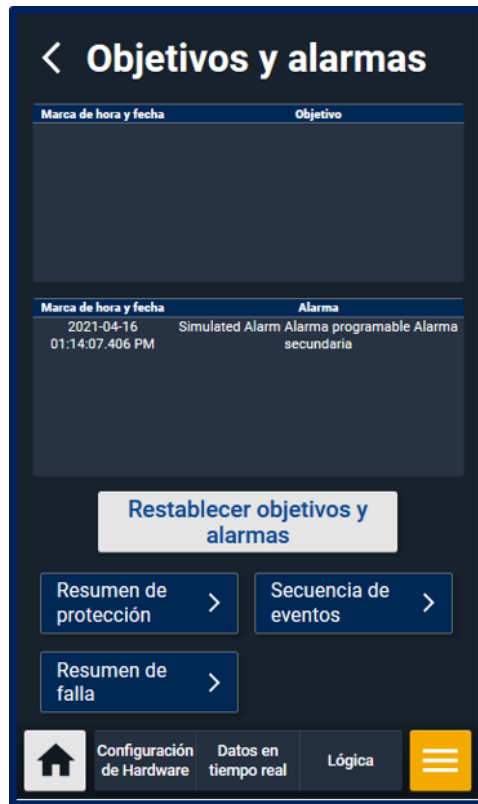 Objetivos y alarmas
Marca de hora y fecha Objetivo
Marca de hora y fecha Alarma
2021-04-16 Simulated Alarm Alarma programable Alarma
01:14:07.406 PM secundaria
Restablecer objetivos y
alarmas
Resumen de
protección
Secuencia de
eventos
Resumen de
falla
Configuración
de Hardware
Datos en
tiempo real
Lógica